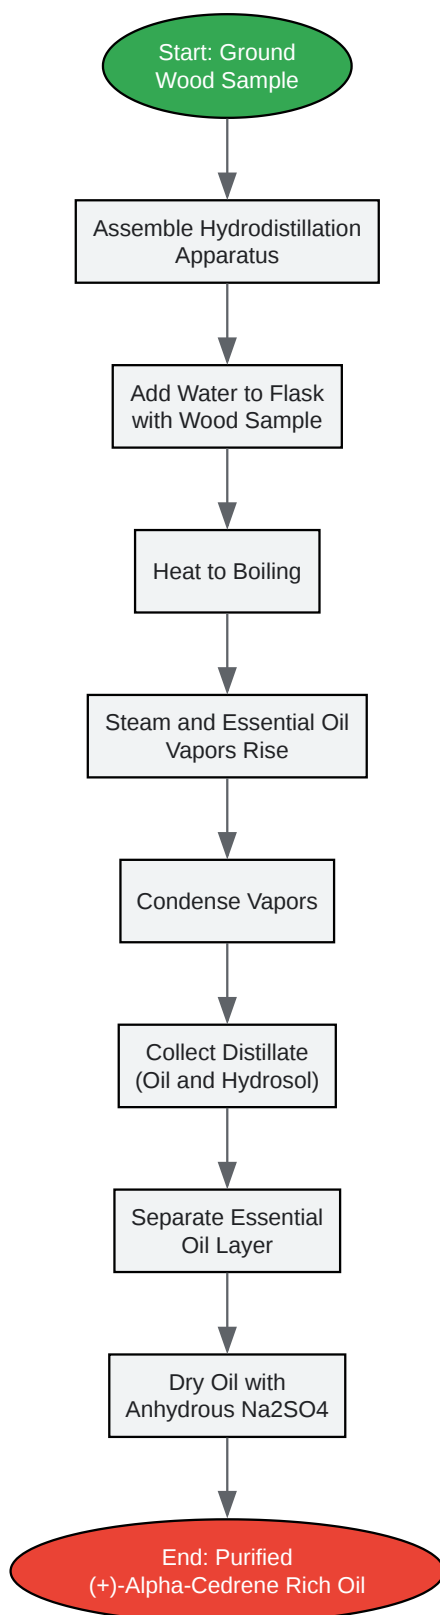 Start: Ground
Wood Sample
Assemble Hydrodistillation
Apparatus
Add Water to Flask
with Wood Sample
Heat to Boiling
Steam and Essential Oil
Vapors Rise
Condense Vapors
Collect Distillate
(Oil and Hydrosol)
Separate Essential
Oil Layer
Dry Oil with
Anhydrous Na2SO4
End: Purified
(+)-Alpha-Cedrene Rich Oil